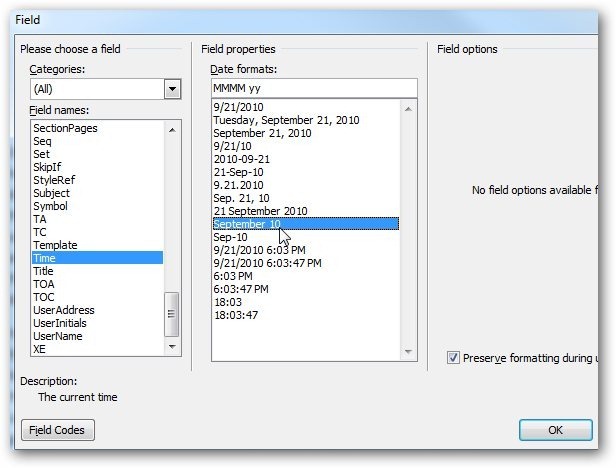 Field
Please choose a field
Categories:
(All)
Field names:
SectionPages
Seq
Set
SkipIf
StyleRef
Subject
Symbol
TA
TC
Template
Time
Title
TOA
TOC
UserAddress
UserInitials
UserName
XE
Field properties
Date formats:
MMMM yy
9/21/2010
Tuesday, September 21, 2010
September 21, 2010
9/21/10
2010-09-21
21-Sep-10
9.21.2010
Sep. 21, 10
21 September 2010
September 10
Sep-10
9/21/2010 6:03 PM
9/21/2010 6:03:47 PM
6:03 PM
6:03:47 PM
18:03
18:03:47
Field options
No field options available f
Preserve formatting during u
Description:
The current time
Field Codes
OK